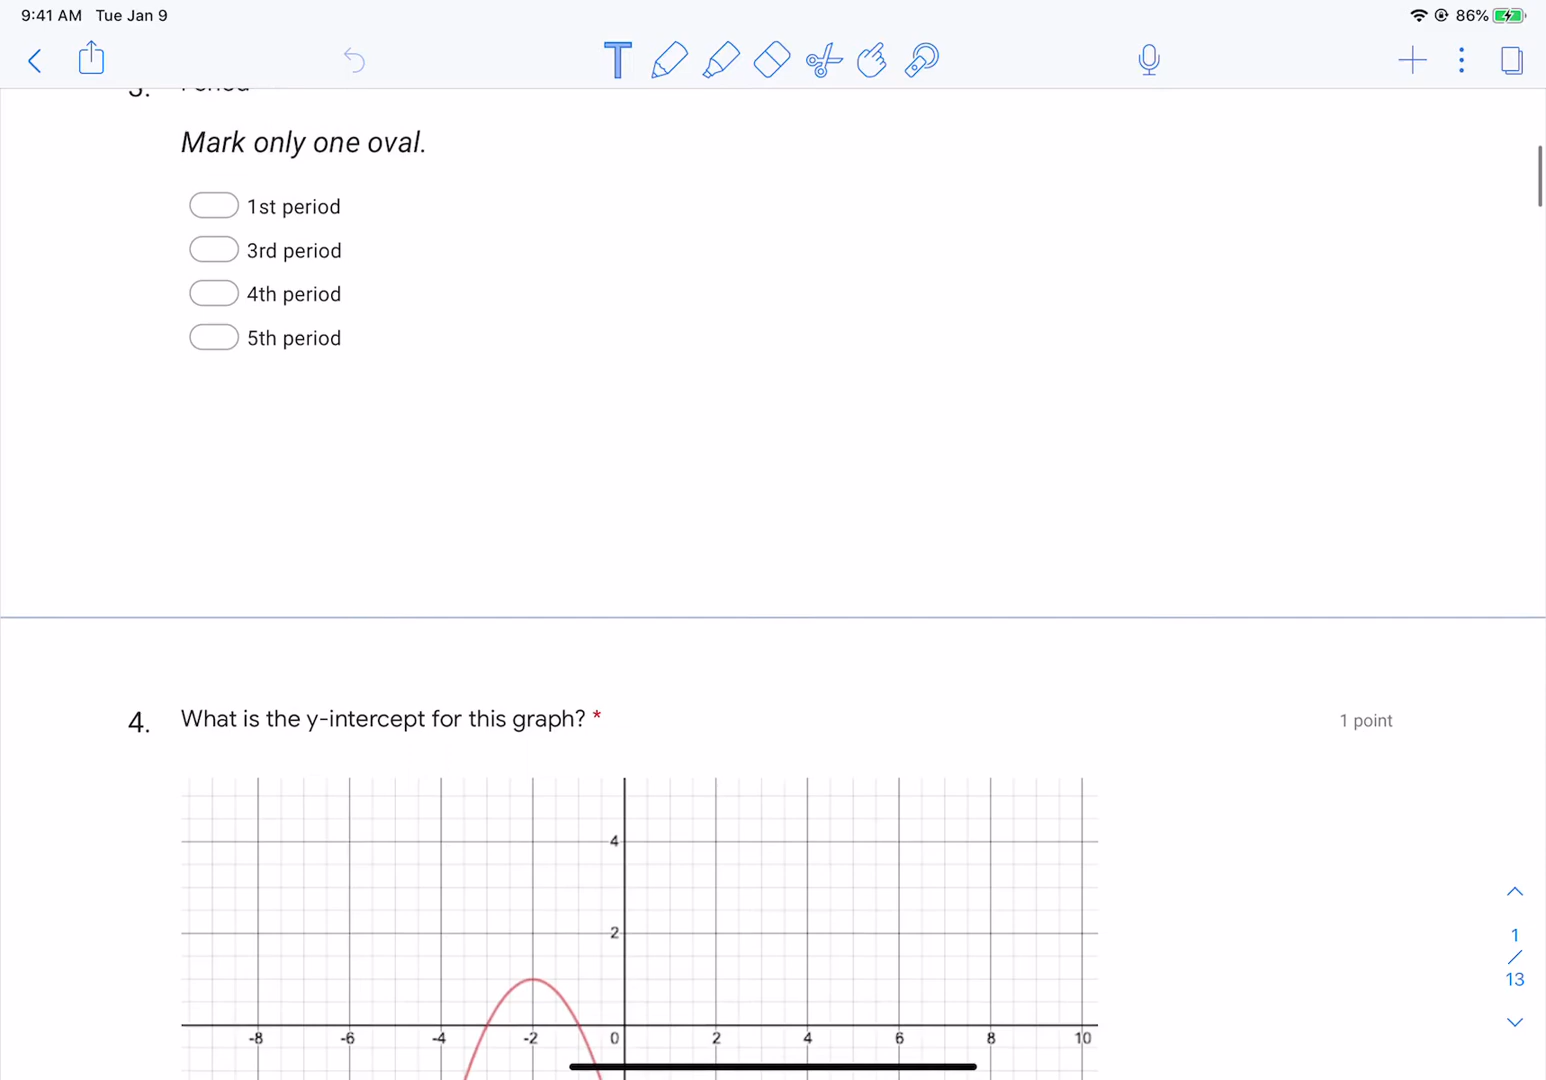 9:41 AM Tue Jan 9
86%
3. Period
Mark only one oval.
1st period
3rd period
4th period
5th period
4. What is the y-intercept for this graph? *
1 point
4
2
-8 -6 -4 -2 0 2 4 6 8 10
1
/
13